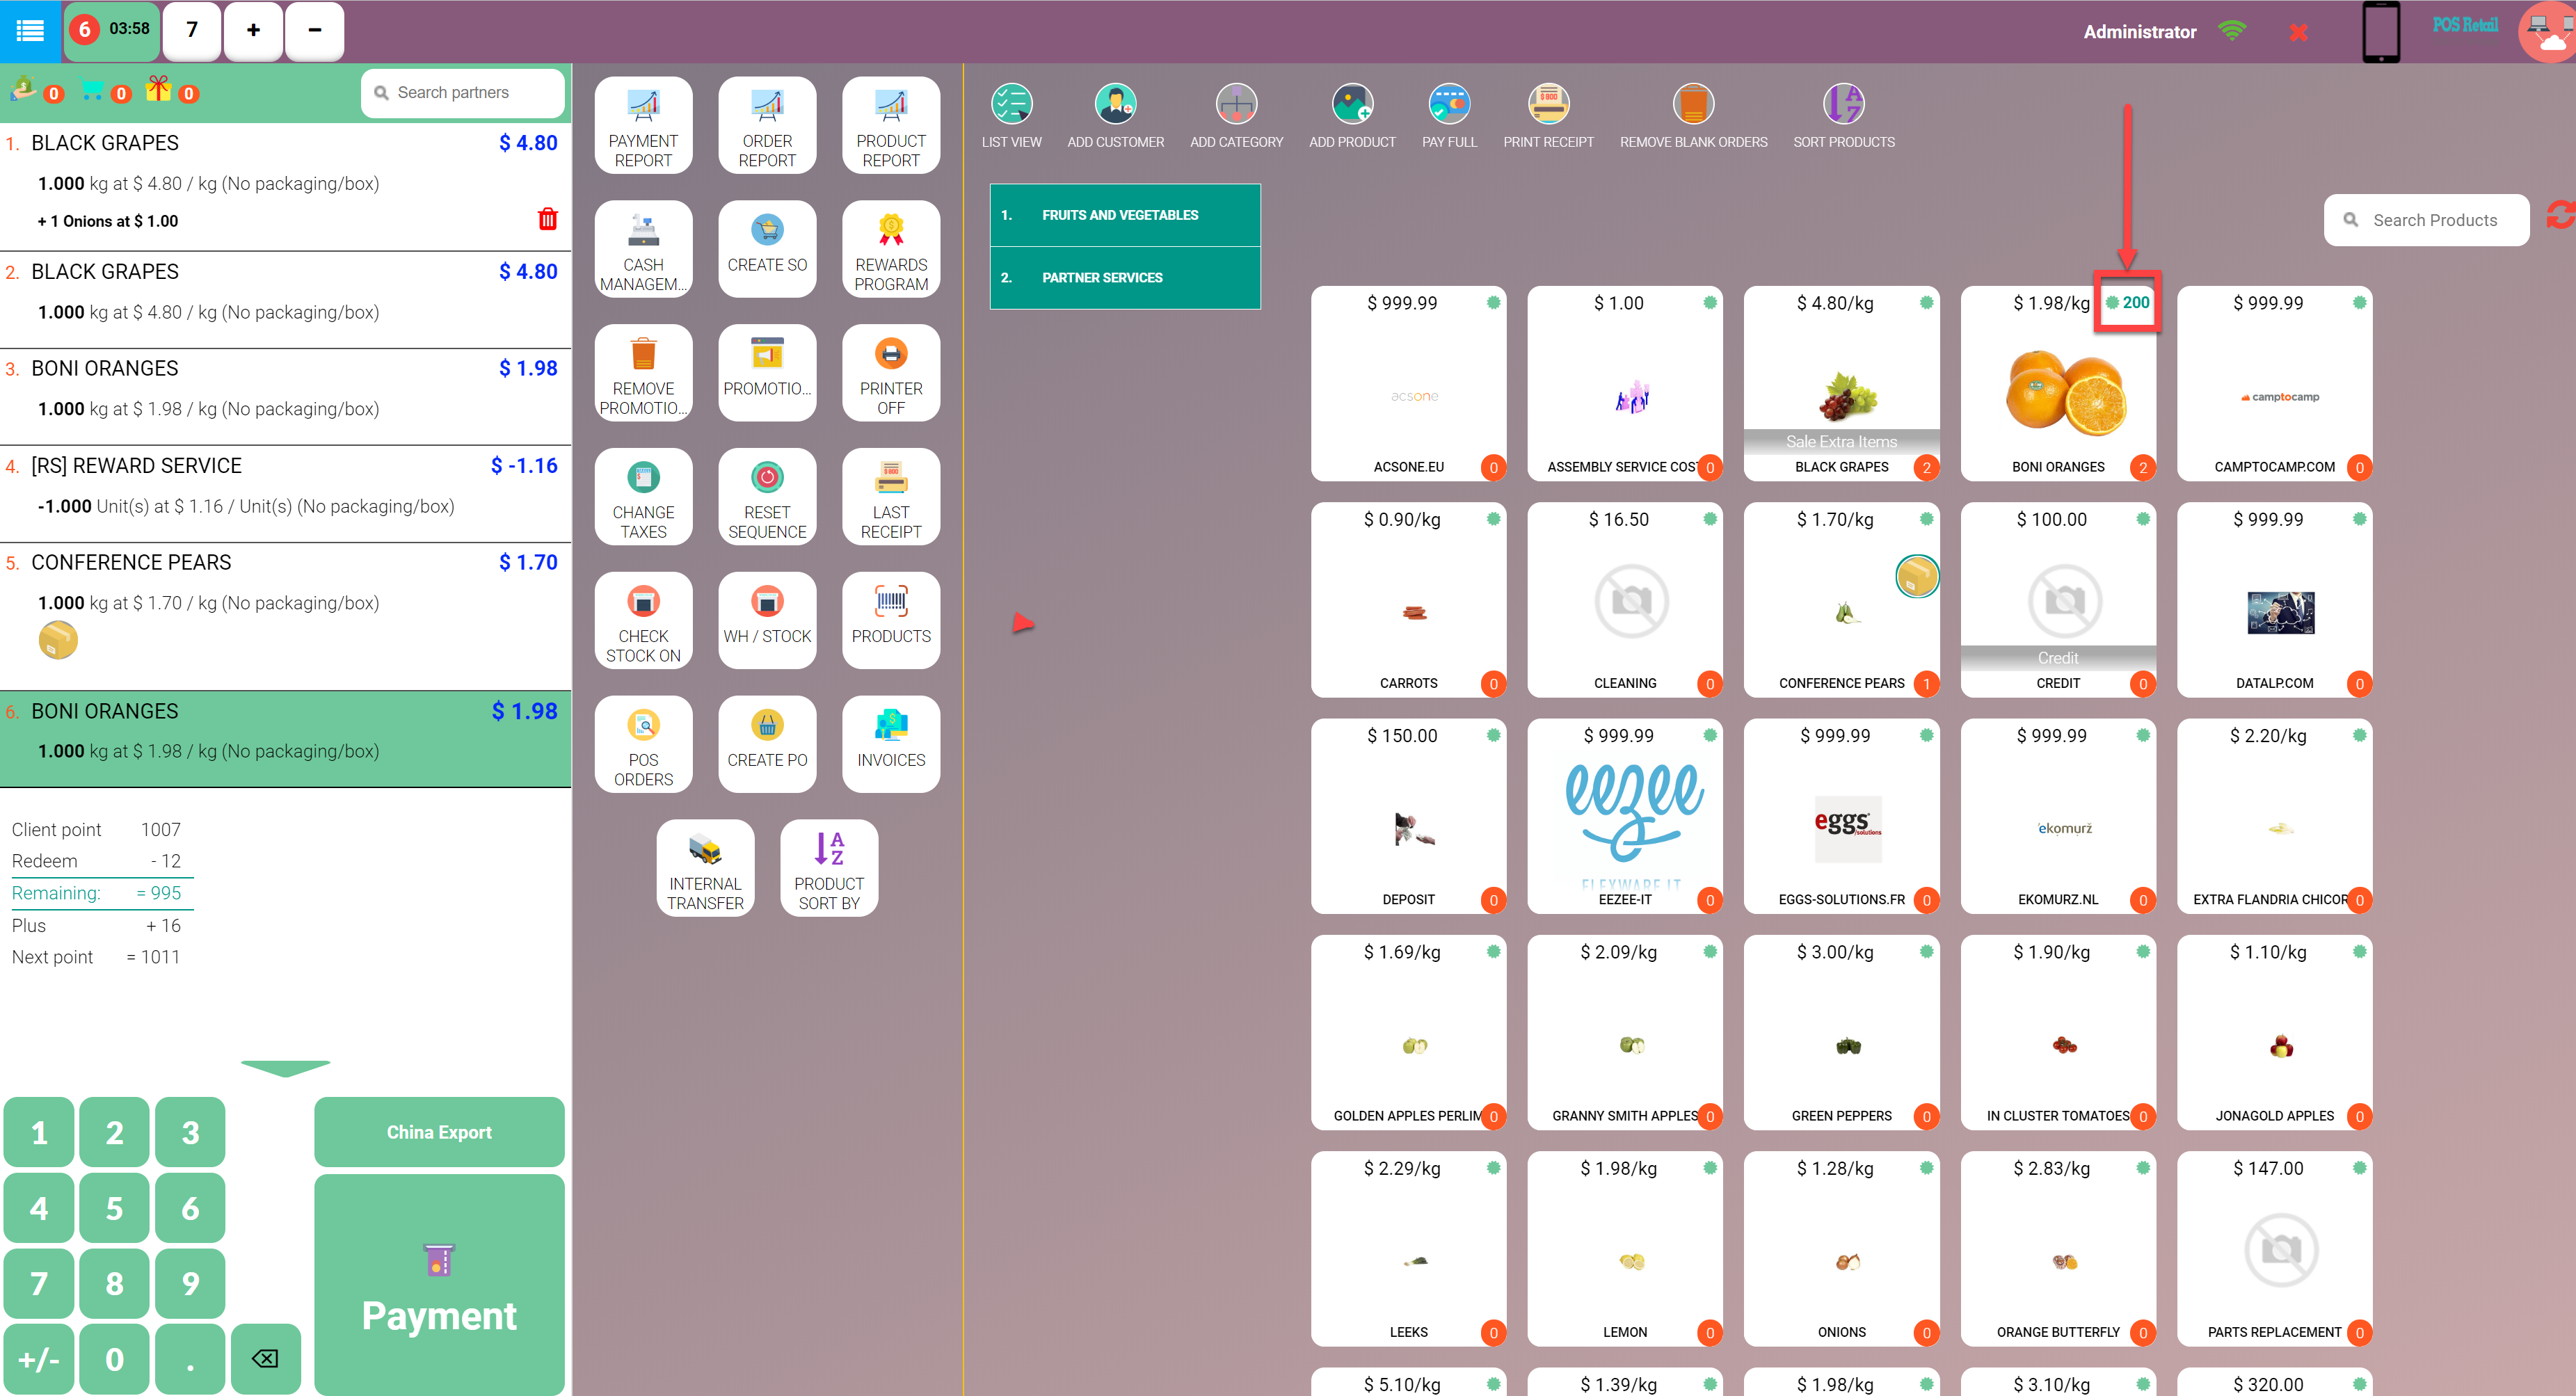 6 03:58 7 + −
Administrator
POS Retail
0 0 0
Search partners
1. BLACK GRAPES $ 4.80
1.000 kg at $ 4.80 / kg (No packaging/box)
+ 1 Onions at $ 1.00
2. BLACK GRAPES $ 4.80
1.000 kg at $ 4.80 / kg (No packaging/box)
3. BONI ORANGES $ 1.98
1.000 kg at $ 1.98 / kg (No packaging/box)
4. [RS] REWARD SERVICE $ -1.16
-1.000 Unit(s) at $ 1.16 / Unit(s) (No packaging/box)
5. CONFERENCE PEARS $ 1.70
1.000 kg at $ 1.70 / kg (No packaging/box)
6. BONI ORANGES $ 1.98
1.000 kg at $ 1.98 / kg (No packaging/box)
Client point 1007
Redeem - 12
Remaining: = 995
Plus + 16
Next point = 1011
1 2 3
4 5 6
7 8 9
+/- 0 .
China Export
Payment
PAYMENT
REPORT
ORDER
REPORT
PRODUCT
REPORT
CASH
MANAGEM...
CREATE SO
REWARDS
PROGRAM
REMOVE
PROMOTIO...
PROMOTIO...
PRINTER
OFF
CHANGE
TAXES
RESET
SEQUENCE
LAST
RECEIPT
CHECK
STOCK ON
WH / STOCK
PRODUCTS
POS
ORDERS
CREATE PO
INVOICES
INTERNAL
TRANSFER
A
Z
PRODUCT
SORT BY
LIST VIEW
ADD CUSTOMER
ADD CATEGORY
ADD PRODUCT
PAY FULL
PRINT RECEIPT
REMOVE BLANK ORDERS
SORT PRODUCTS
1. FRUITS AND VEGETABLES
2. PARTNER SERVICES
Search Products
$ 999.99
acsone
ACSONE.EU 0
$ 1.00
ASSEMBLY SERVICE COST 0
$ 4.80/kg
Sale Extra Items
BLACK GRAPES 2
$ 1.98/kg 200
BONI ORANGES 2
$ 999.99
camptocamp
CAMPTOCAMP.COM 0
$ 0.90/kg
CARROTS 0
$ 16.50
CLEANING 0
$ 1.70/kg
CONFERENCE PEARS 1
$ 100.00
Credit
CREDIT 0
$ 999.99
DATALP.COM 0
$ 150.00
DEPOSIT 0
$ 999.99
eezee
FLEXWARE IT
EEZEE-IT 0
$ 999.99
eggs solutions
EGGS-SOLUTIONS.FR 0
$ 999.99
ekomurz
EKOMURZ.NL 0
$ 2.20/kg
EXTRA FLANDRIA CHICOR 0
$ 1.69/kg
GOLDEN APPLES PERLIM 0
$ 2.09/kg
GRANNY SMITH APPLES 0
$ 3.00/kg
GREEN PEPPERS 0
$ 1.90/kg
IN CLUSTER TOMATOES 0
$ 1.10/kg
JONAGOLD APPLES 0
$ 2.29/kg
LEEKS 0
$ 1.98/kg
LEMON 0
$ 1.28/kg
ONIONS 0
$ 2.83/kg
ORANGE BUTTERFLY 0
$ 147.00
PARTS REPLACEMENT 0
$ 5.10/kg
$ 1.39/kg
$ 1.98/kg
$ 3.10/kg
$ 320.00